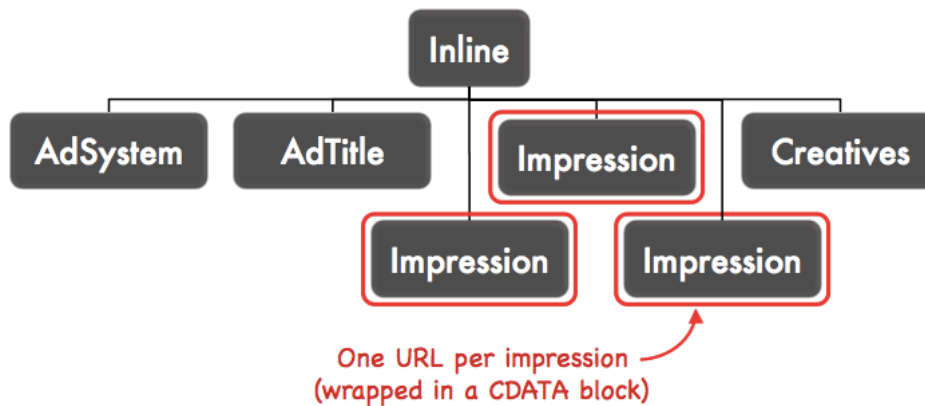 Inline
AdSystem
AdTitle
Impression
Creatives
Impression
Impression
One URL per impression
(wrapped in a CDATA block)